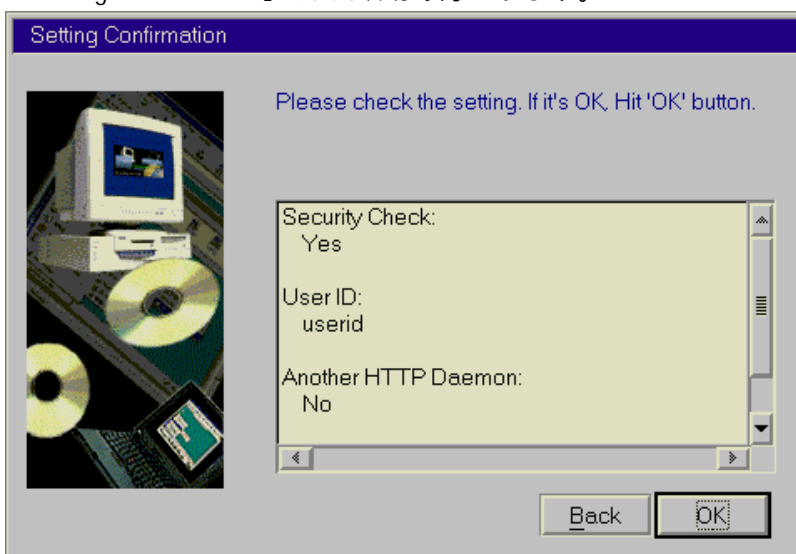 Setting Confirmation
Please check the setting. If it's OK, Hit 'OK' button.
Security Check:
Yes
User ID:
userid
Another HTTP Daemon:
No
Back
OK